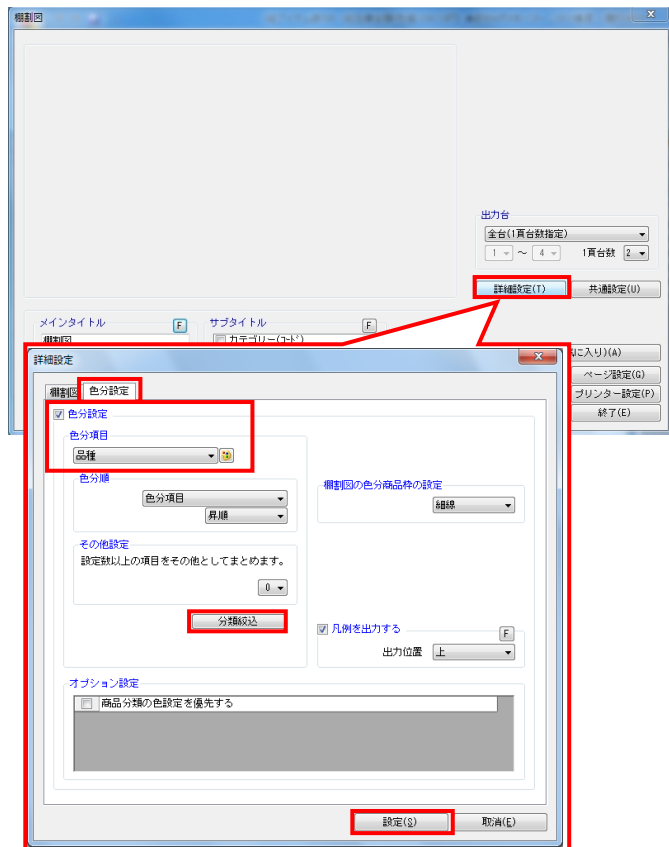 棚割図
出力台
全台(1頁台数指定)
1 ～ 4 1頁台数 2
詳細設定(T) 共通設定(U)
メインタイトル F サブタイトル F
棚割図 カテゴリー(ｺｰﾄﾞ)
に入り)(A)
ページ設定(G)
プリンター設定(P)
終了(E)
詳細設定
棚割図 色分設定
色分設定
色分項目
品種
色分順
色分項目
昇順
棚割図の色分商品枠の設定
細線
その他設定
設定数以上の項目をその他としてまとめます。
0
分類絞込
凡例を出力する F
出力位置 上
オプション設定
商品分類の色設定を優先する
設定(S) 取消(E)